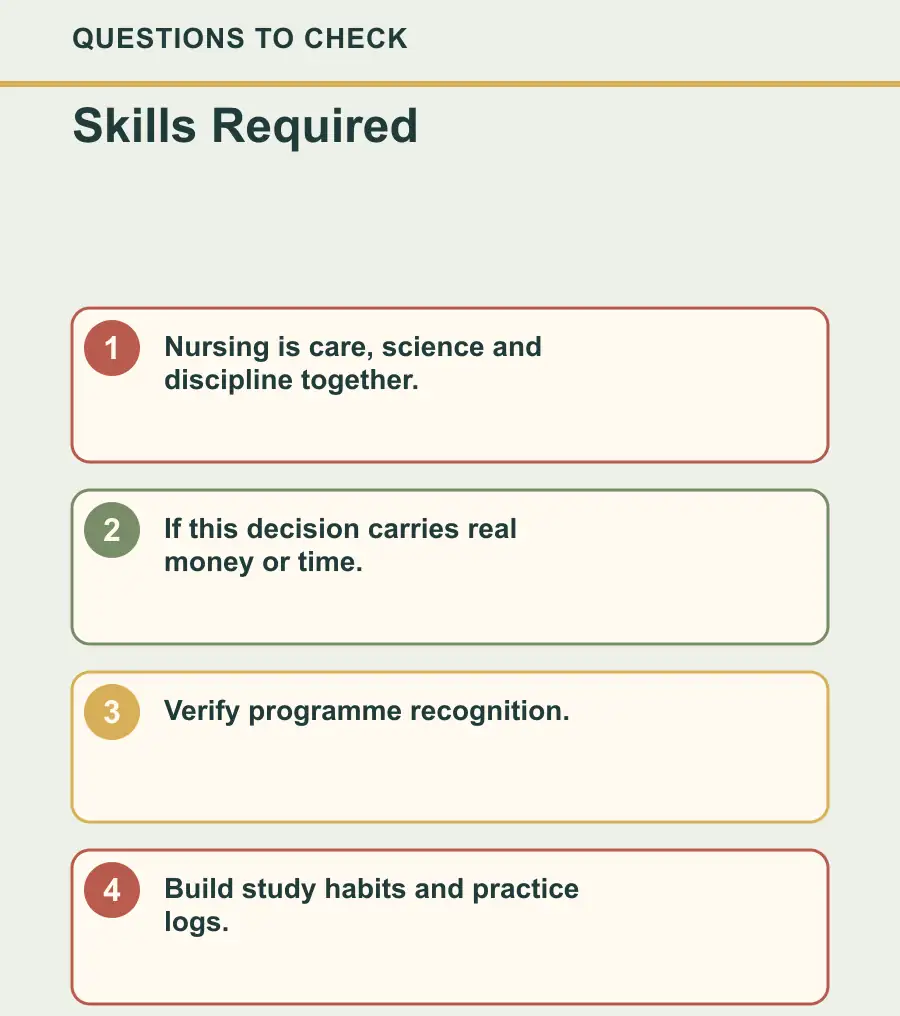 QUESTIONS TO CHECK
Skills Required
1
Nursing is care, science and
discipline together.
2
If this decision carries real
money or time.
3
Verify programme recognition.
4
Build study habits and practice
logs.